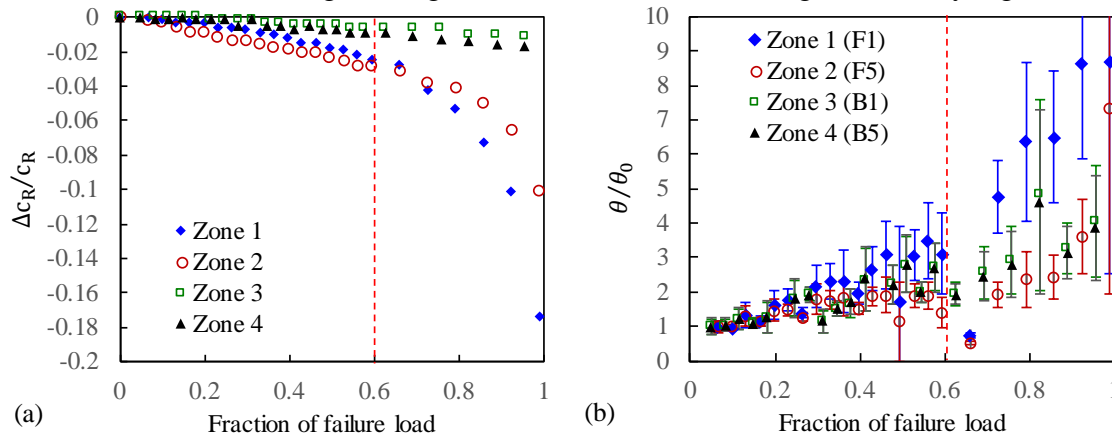 0
-0.02
-0.04
-0.06
-0.08
-0.1
-0.12
-0.14
-0.16
-0.18
-0.2
Δc_R/c_R
Zone 1
Zone 2
Zone 3
Zone 4
0 0.2 0.4 0.6 0.8 1
(a) Fraction of failure load
10
9
8
7
6
5
4
3
2
1
0
θ/θ₀
Zone 1 (F1)
Zone 2 (F5)
Zone 3 (B1)
Zone 4 (B5)
0 0.2 0.4 0.6 0.8 1
(b) Fraction of failure load